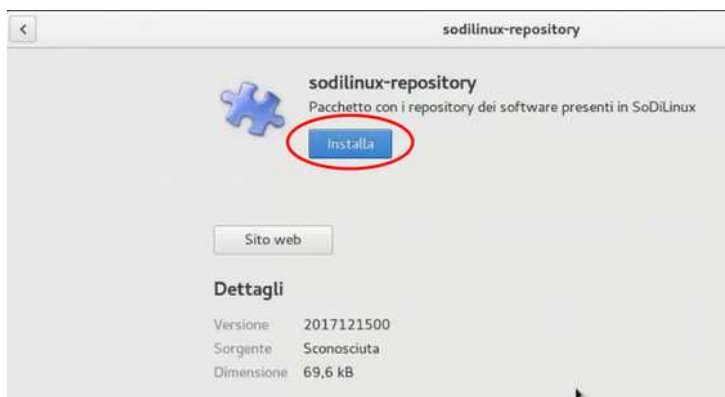 sodilinux-repository
sodilinux-repository
Pacchetto con i repository dei software presenti in SoDiLinux
Installa
Sito web
Dettagli
Versione 2017121500
Sorgente Sconosciuta
Dimensione 69,6 kB